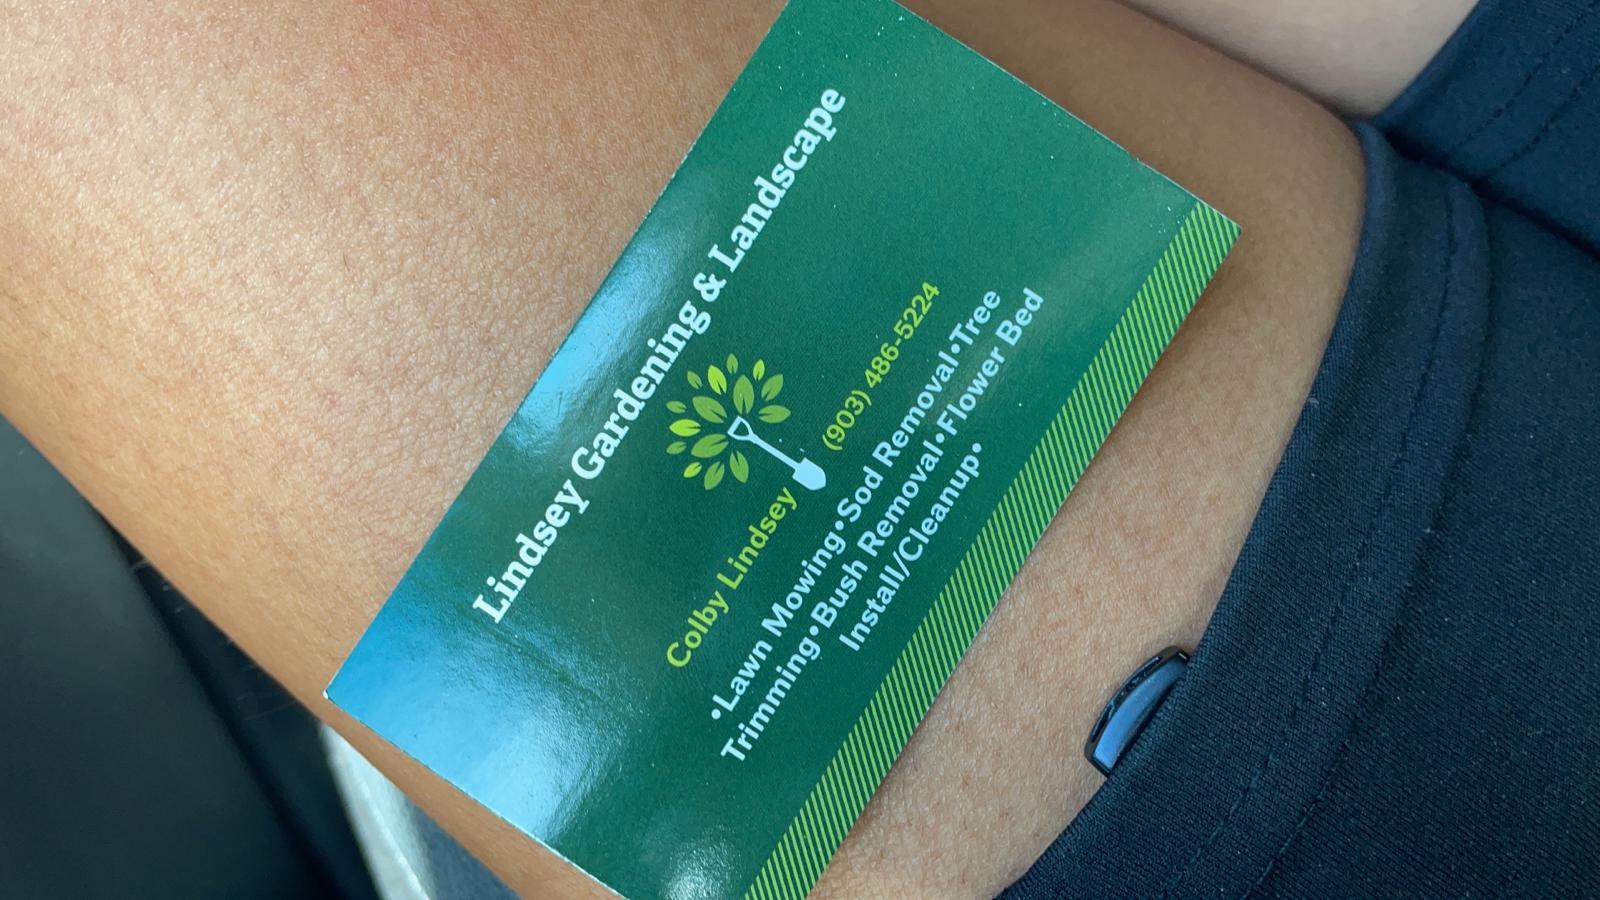 Lindsey Gardening & Landscape
Colby Lindsey (903) 486-5224
•Lawn Mowing•Sod Removal•Tree
Trimming•Bush Removal•Flower Bed
Install/Cleanup•